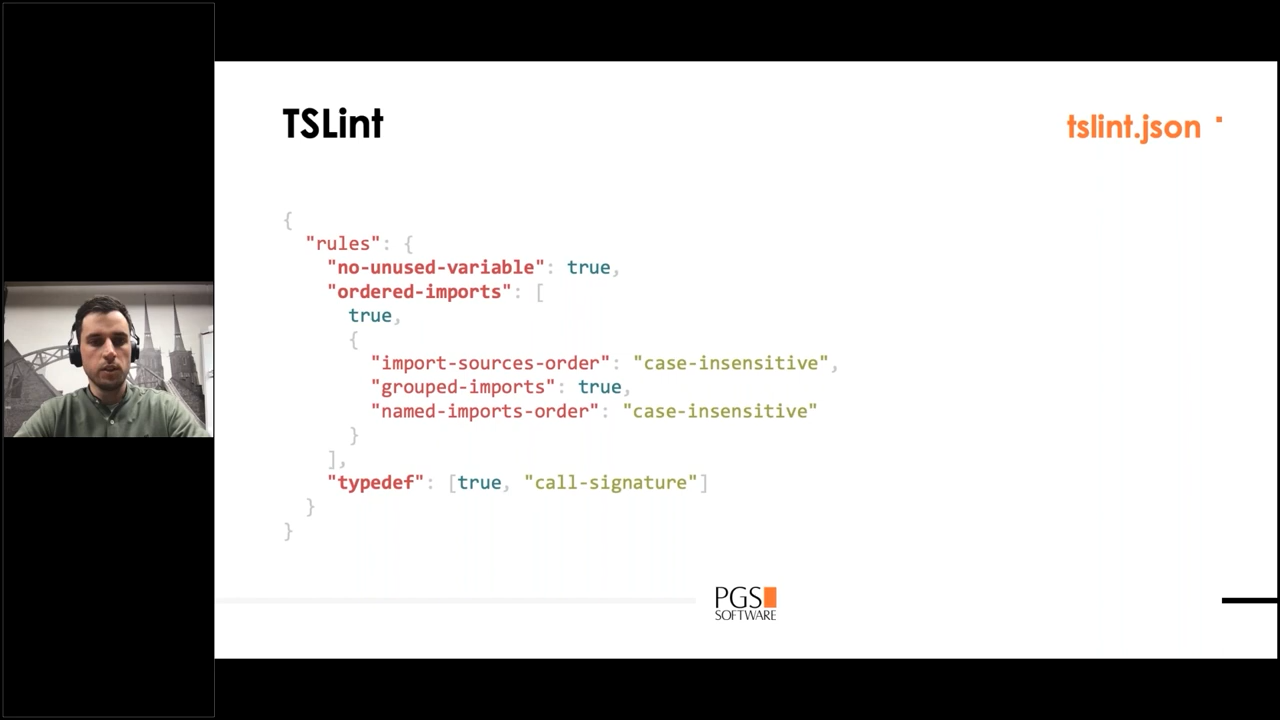 TSLint
tslint.json
{
"rules": {
"no-unused-variable": true,
"ordered-imports": [
true,
{
"import-sources-order": "case-insensitive",
"grouped-imports": true,
"named-imports-order": "case-insensitive"
}
],
"typedef": [true, "call-signature"]
}
}
PGS
SOFTWARE